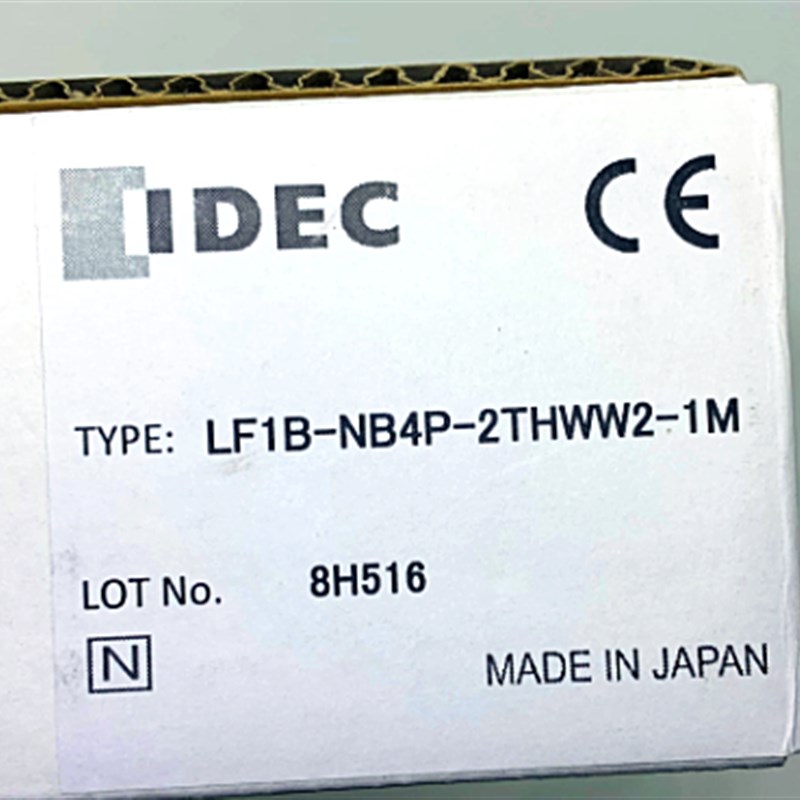 IDEC CE
TYPE: LF1B-NB4P-2THWW2-1M
LOT No. 8H516
N
MADE IN JAPAN